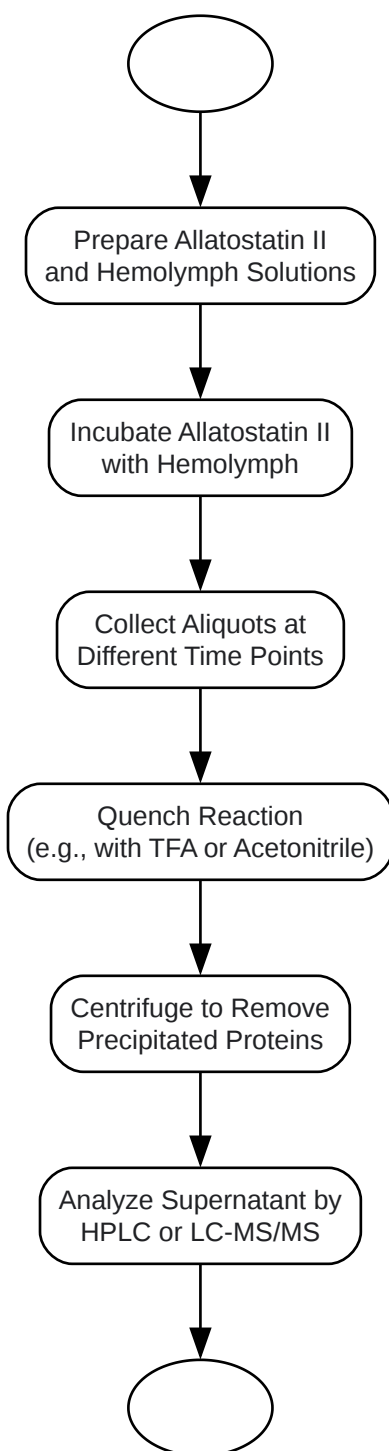 Prepare Allatostatin II
and Hemolymph Solutions
Incubate Allatostatin II
with Hemolymph
Collect Aliquots at
Different Time Points
Quench Reaction
(e.g., with TFA or Acetonitrile)
Centrifuge to Remove
Precipitated Proteins
Analyze Supernatant by
HPLC or LC-MS/MS